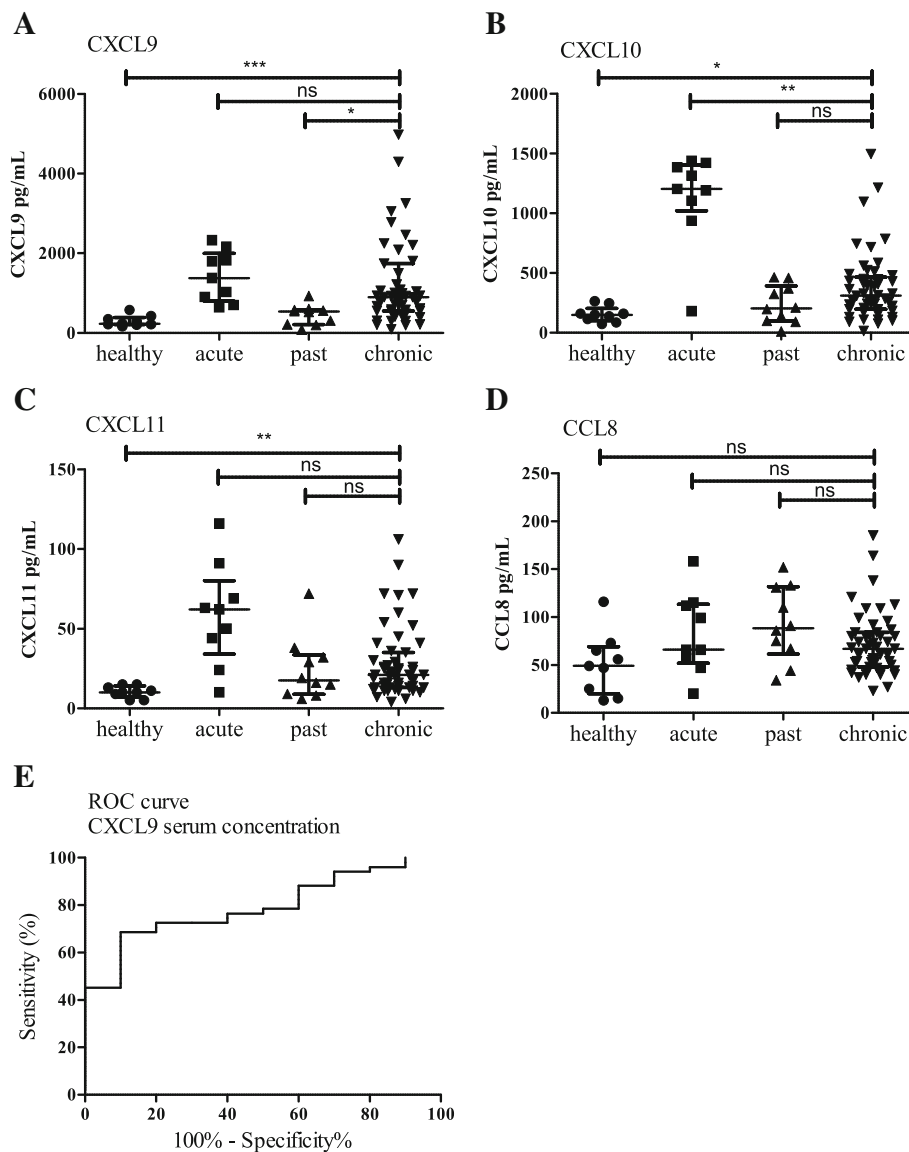 A
CXCL9
***
ns
*
6000
4000
2000
0
CXCL9 pg/mL
healthy acute past chronic
B
CXCL10
*
**
ns
2000
1500
1000
500
0
CXCL10 pg/mL
healthy acute past chronic
C
CXCL11
**
ns
ns
150
100
50
0
CXCL11 pg/mL
healthy acute past chronic
D
CCL8
ns
ns
ns
250
200
150
100
50
0
CCL8 pg/mL
healthy acute past chronic
E
ROC curve
CXCL9 serum concentration
100
80
60
40
20
0
Sensitivity (%)
0 20 40 60 80 100
100% - Specificity%